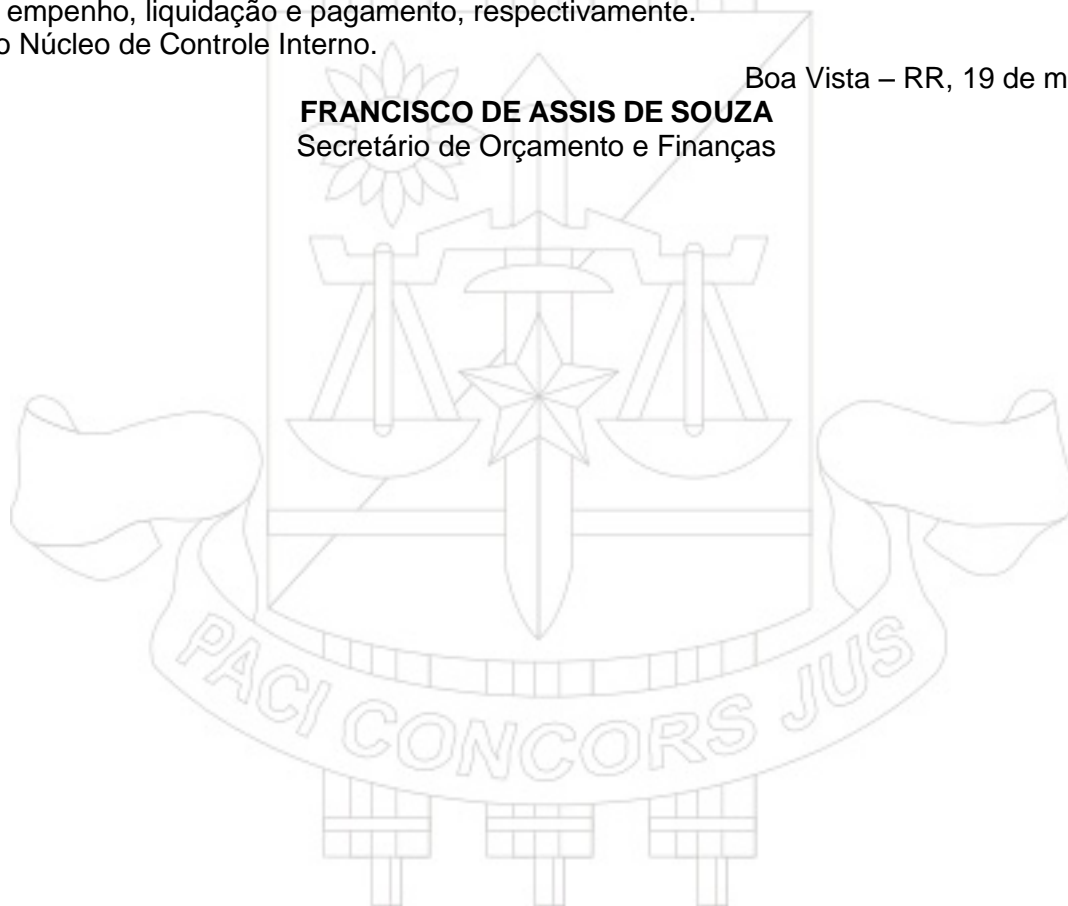 empenho, liquidação e pagamento, respectivamente.
o Núcleo de Controle Interno.
Boa Vista – RR, 19 de m
FRANCISCO DE ASSIS DE SOUZA
Secretário de Orçamento e Finanças
PACI CONCORS JUS